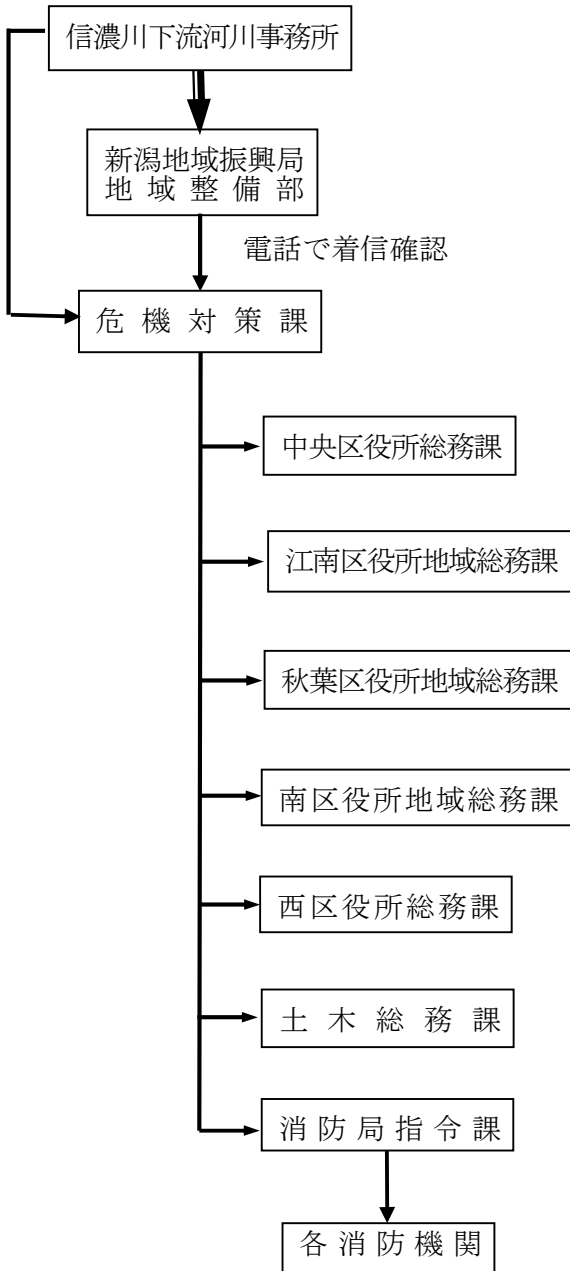 信濃川下流河川事務所
新潟地域振興局
地域整備部
電話で着信確認
危機対策課
中央区役所総務課
江南区役所地域総務課
秋葉区役所地域総務課
南区役所地域総務課
西区役所総務課
土木総務課
消防局指令課
各消防機関